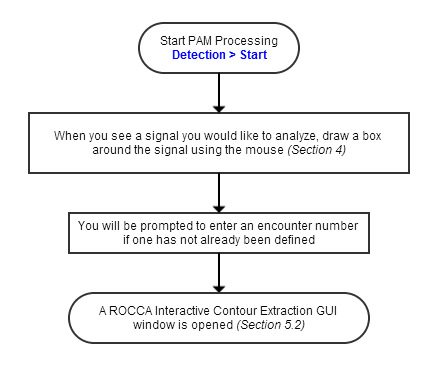 Start PAM Processing
Detection > Start
When you see a signal you would like to analyze, draw a box
around the signal using the mouse (Section 4)
You will be prompted to enter an encounter number
if one has not already been defined
A ROCCA Interactive Contour Extraction GUI
window is opened (Section 5.2)